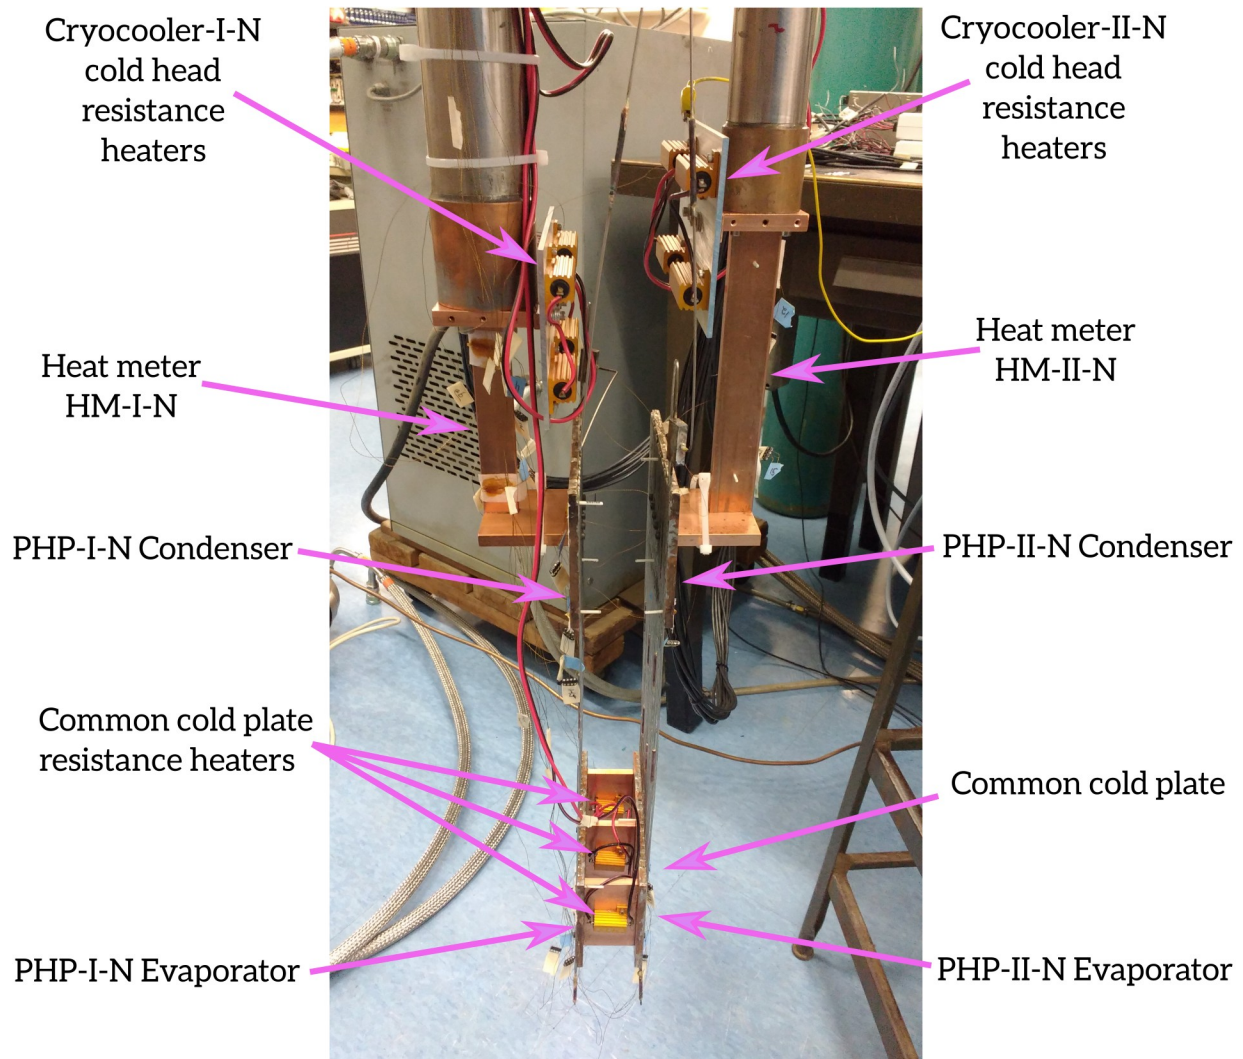 Cryocooler-I-N
cold head
resistance
heaters
Cryocooler-II-N
cold head
resistance
heaters
Heat meter
HM-I-N
Heat meter
HM-II-N
PHP-I-N Condenser
PHP-II-N Condenser
Common cold plate
resistance heaters
Common cold plate
PHP-I-N Evaporator
PHP-II-N Evaporator